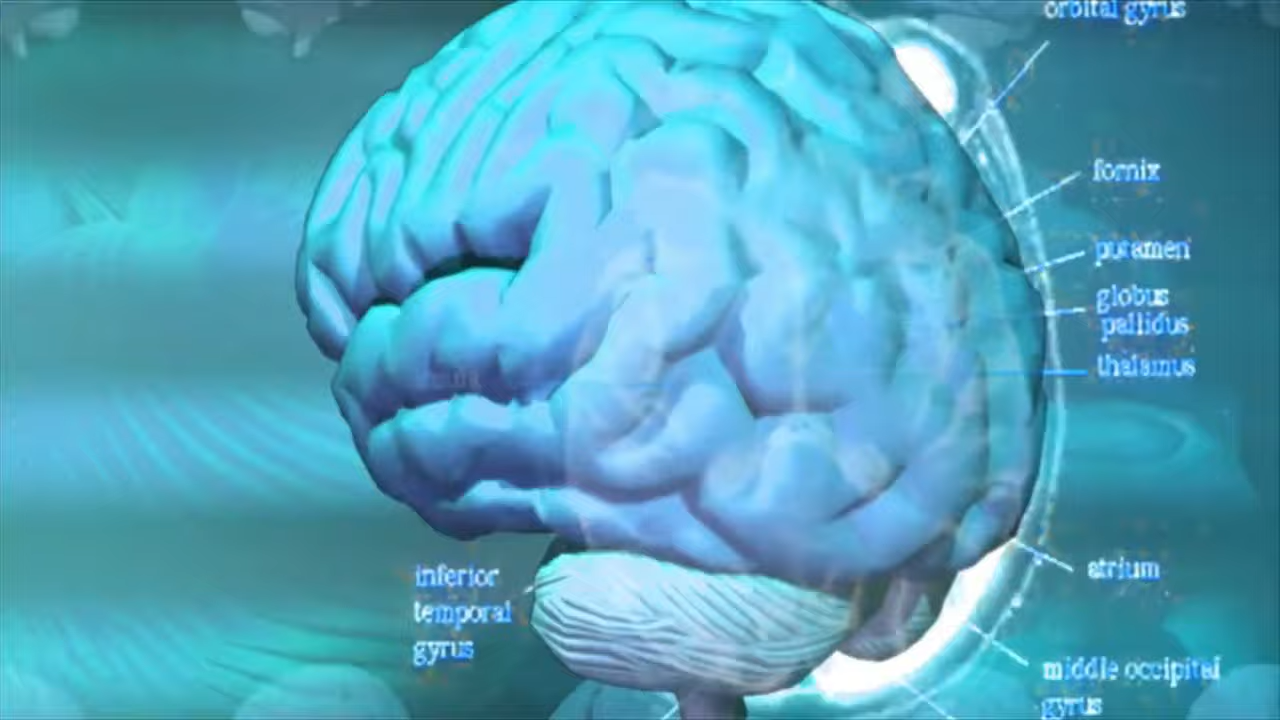 orbital gyrus
fornix
putamen
globus
pallidus
thalamus
inferior
temporal
gyrus
atrium
middle occipital
gyrus